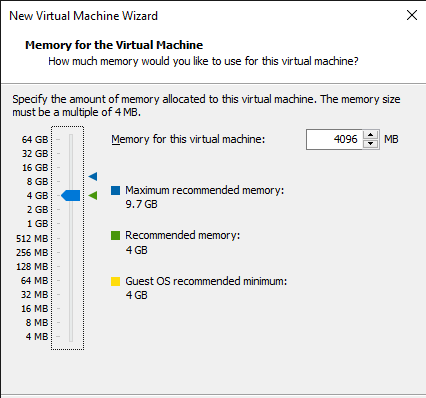 New Virtual Machine Wizard
Memory for the Virtual Machine
How much memory would you like to use for this virtual machine?
Specify the amount of memory allocated to this virtual machine. The memory size
must be a multiple of 4 MB.
64 GB
32 GB
16 GB
8 GB
4 GB
2 GB
1 GB
512 MB
256 MB
128 MB
64 MB
32 MB
16 MB
8 MB
4 MB
Memory for this virtual machine: 4096 MB
Maximum recommended memory:
9.7 GB
Recommended memory:
4 GB
Guest OS recommended minimum:
4 GB